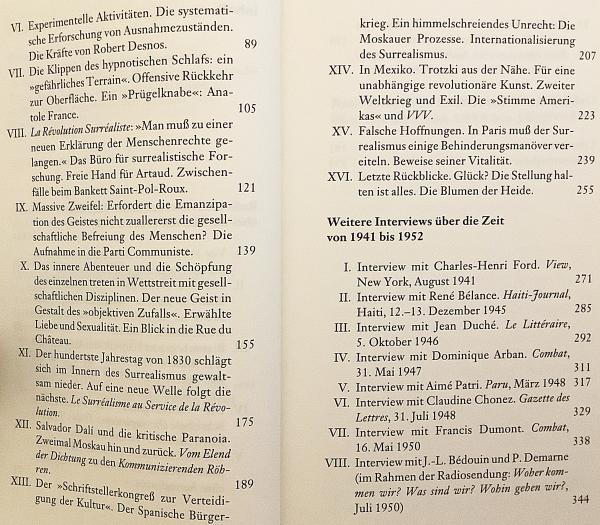 VI. Experimentelle Aktivitäten. Die systemati-
sche Erforschung von Ausnahmezuständen.
Die Kräfte von Robert Desnos. 89
VII. Die Klippen des hypnotischen Schlafs: ein
»gefährliches Terrain«. Offensive Rückkehr
zur Oberfläche. Ein »Prügelknabe«: Ana-
tole France. 105
VIII. La Révolution Surréaliste: »Man muß zu einer
neuen Erklärung der Menschenrechte ge-
langen.« Das Büro für surrealistische For-
schung. Freie Hand für Artaud. Zwischen-
fälle beim Bankett Saint-Pol-Roux. 121
IX. Massive Zweifel: Erfordert die Emanzipa-
tion des Geistes nicht zuallererst die gesell-
schaftliche Befreiung des Menschen? Die
Aufnahme in die Parti Communiste. 139
X. Das innere Abenteuer und die Schöpfung
des einzelnen treten in Wettstreit mit gesell-
schaftlichen Disziplinen. Der neue Geist in
Gestalt des »objektiven Zufalls«. Erwählte
Liebe und Sexualität. Ein Blick in die Rue du
Château. 155
XI. Der hundertste Jahrestag von 1830 schlägt
sich im Innern des Surrealismus gewalt-
sam nieder. Auf eine neue Welle folgt die
nächste. Le Surréalisme au Service de la Révo-
lution. 175
XII. Salvador Dalí und die kritische Paranoia.
Zweimal Moskau hin und zurück. Vom Elend
der Dichtung zu den Kommunizierenden Röh-
ren. 189
XIII. Der »Schriftstellerkongreß zur Verteidi-
gung der Kultur«. Der Spanische Bürger-
krieg. Ein himmelschreiendes Unrecht: Die
Moskauer Prozesse. Internationalisierung
des Surrealismus. 207
XIV. In Mexiko. Trotzki aus der Nähe. Für eine
unabhängige revolutionäre Kunst. Zweiter
Weltkrieg und Exil. Die »Stimme Ameri-
kas« und VVV. 223
XV. Falsche Hoffnungen. In Paris muß der Sur-
realismus einige Behinderungsmanöver ver-
eiteln. Beweise seiner Vitalität. 239
XVI. Letzte Rückblicke. Glück? Die Stellung hal-
ten ist alles. Die Blumen der Heide. 255
Weitere Interviews über die Zeit
von 1941 bis 1952
I. Interview mit Charles-Henri Ford. View,
New York, August 1941 271
II. Interview mit René Bélance. Haiti-Journal,
Haiti, 12.–13. Dezember 1945 285
III. Interview mit Jean Duché. Le Littéraire,
5. Oktober 1946 292
IV. Interview mit Dominique Arban. Combat,
31. Mai 1947 311
V. Interview mit Aimé Patri. Paru, März 1948 317
VI. Interview mit Claudine Chonez. Gazette des
Lettres, 31. Juli 1948 329
VII. Interview mit Francis Dumont. Combat,
16. Mai 1950 338
VIII. Interview mit J.-L. Bédouin und P. Demarne
(im Rahmen der Radiosendung: Woher kom-
men wir? Was sind wir? Wohin gehen wir?,
Juli 1950) 344